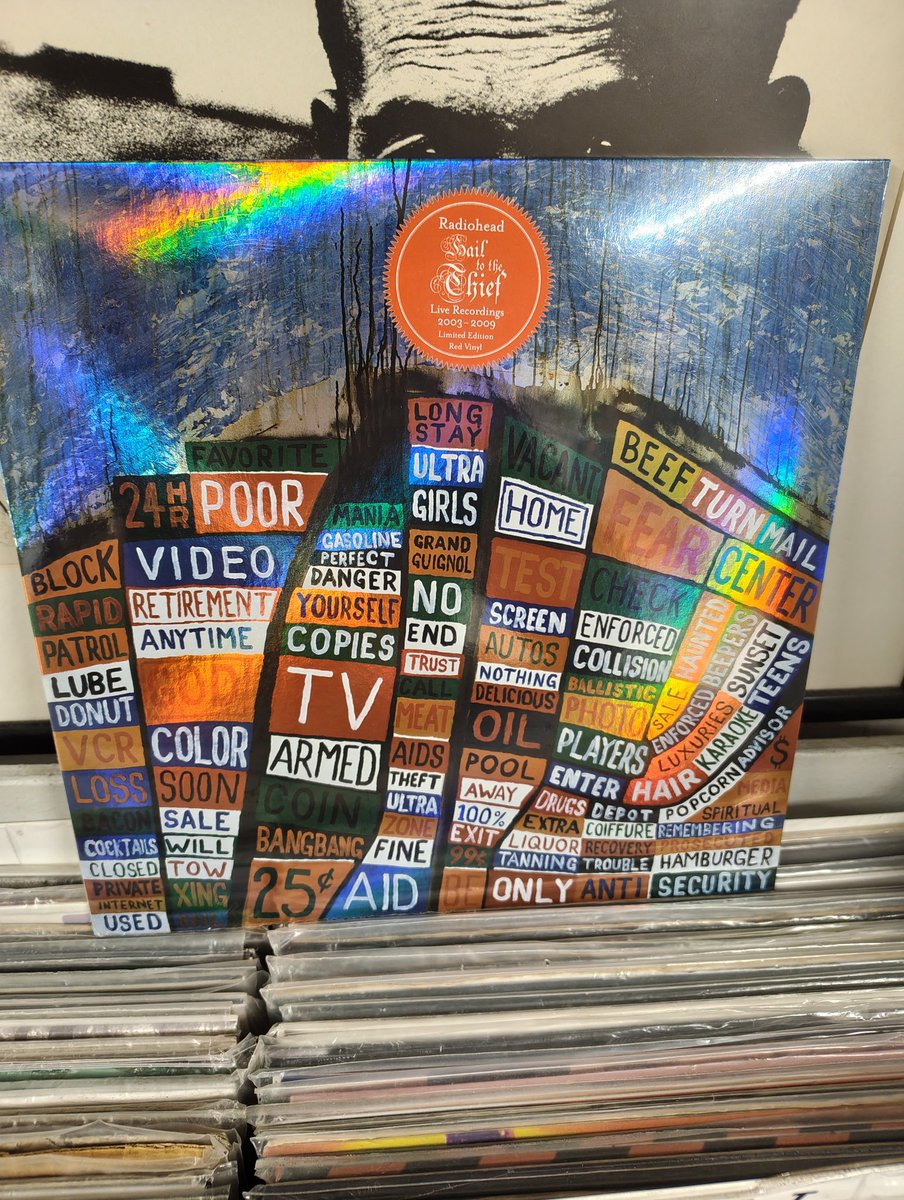 Radiohead
Hail
to the
Thief
Live Recordings
2003–2009
Limited Edition
Red Vinyl
BLOCK
RAPID
PATROL
LUBE
DONUT
VCR
LOSS
BACON
COCKTAILS
CLOSED
PRIVATE
INTERNET
USED
FAVORITE
24HR
POOR
VIDEO
RETIREMENT
ANYTIME
GOD
COLOR
SOON
SALE
WILL
TOW
XING
MANIA
GASOLINE
PERFECT
DANGER
YOURSELF
COPIES
TV
ARMED
COIN
BANGBANG
25¢
LONG
STAY
ULTRA
GIRLS
GRAND
GUIGNOL
NO
END
TRUST
CALL
MEAT
AIDS
THEFT
ULTRA
ZONE
FINE
AID
VACANT
HOME
TEST
SCREEN
AUTOS
NOTHING
DELICIOUS
OIL
POOL
AWAY
100%
EXIT
99¢
BE
BEEF
TURN
MAIL
FEAR
CENTER
CHECK
ENFORCED
COLLISION
BALLISTIC
PHOTO
PLAYERS
ENTER
HAIR
SALE
HAUNTED
ENFORCED
BEEPERS
LUXURIES
SUNSET
KARAOKE
TEENS
POPCORN
ADVISOR
$
MEDIA
DRUGS
EXTRA
LIQUOR
TANNING
ONLY
DEPOT
COIFFURE
RECOVERY
TROUBLE
ANTI
SPIRITUAL
REMEMBERING
PROSECUTED
HAMBURGER
SECURITY